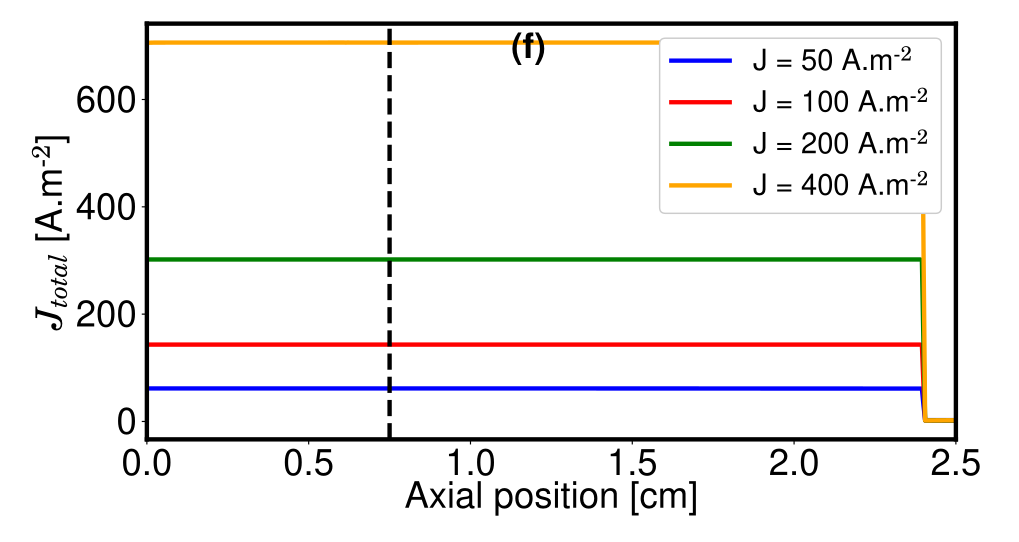 (f)
J = 50 A.m⁻²
J = 100 A.m⁻²
J = 200 A.m⁻²
J = 400 A.m⁻²
J_total [A.m⁻²]
600
400
200
0
0.0 0.5 1.0 1.5 2.0 2.5
Axial position [cm]